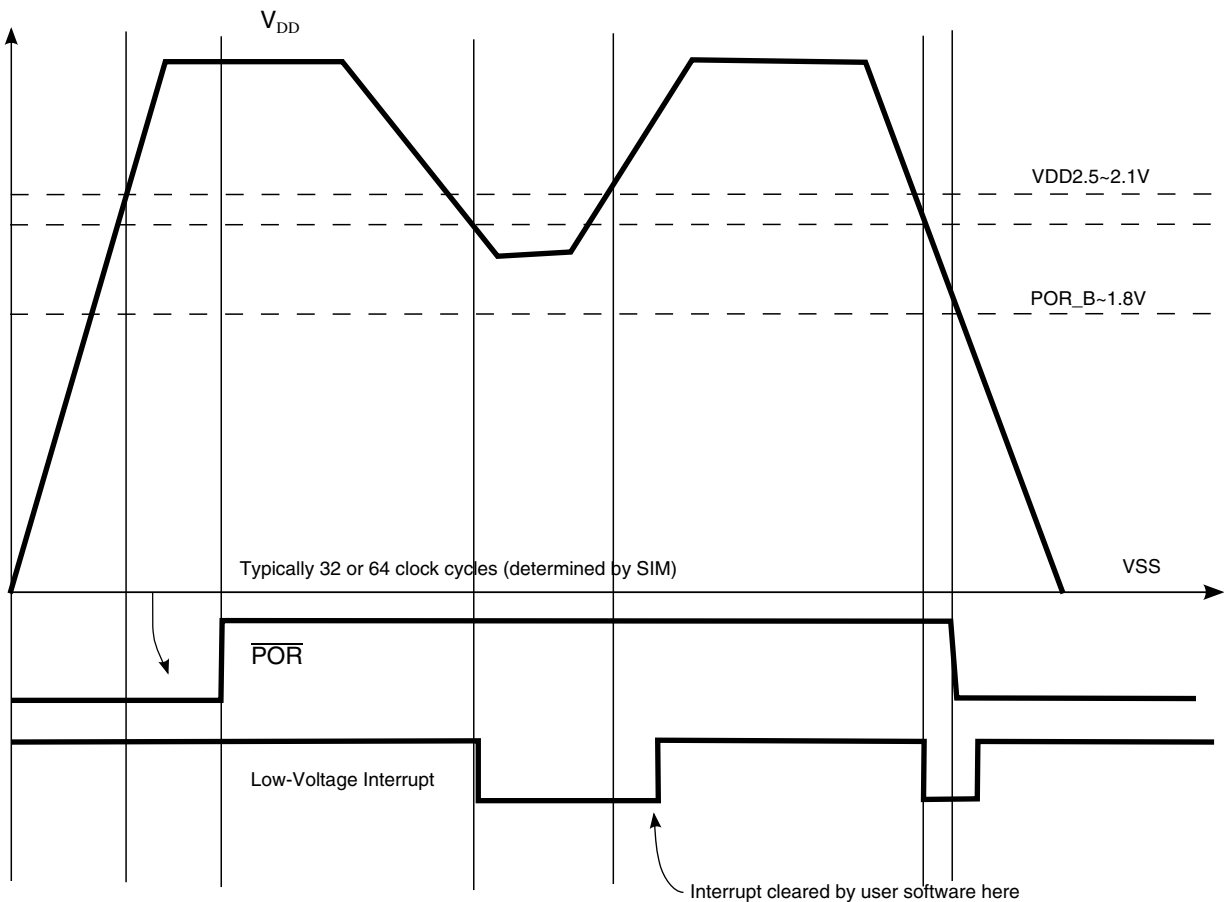 VDD
VDD2.5~2.1V
POR_B~1.8V
Typically 32 or 64 clock cycles (determined by SIM)
VSS
POR
Low-Voltage Interrupt
Interrupt cleared by user software here